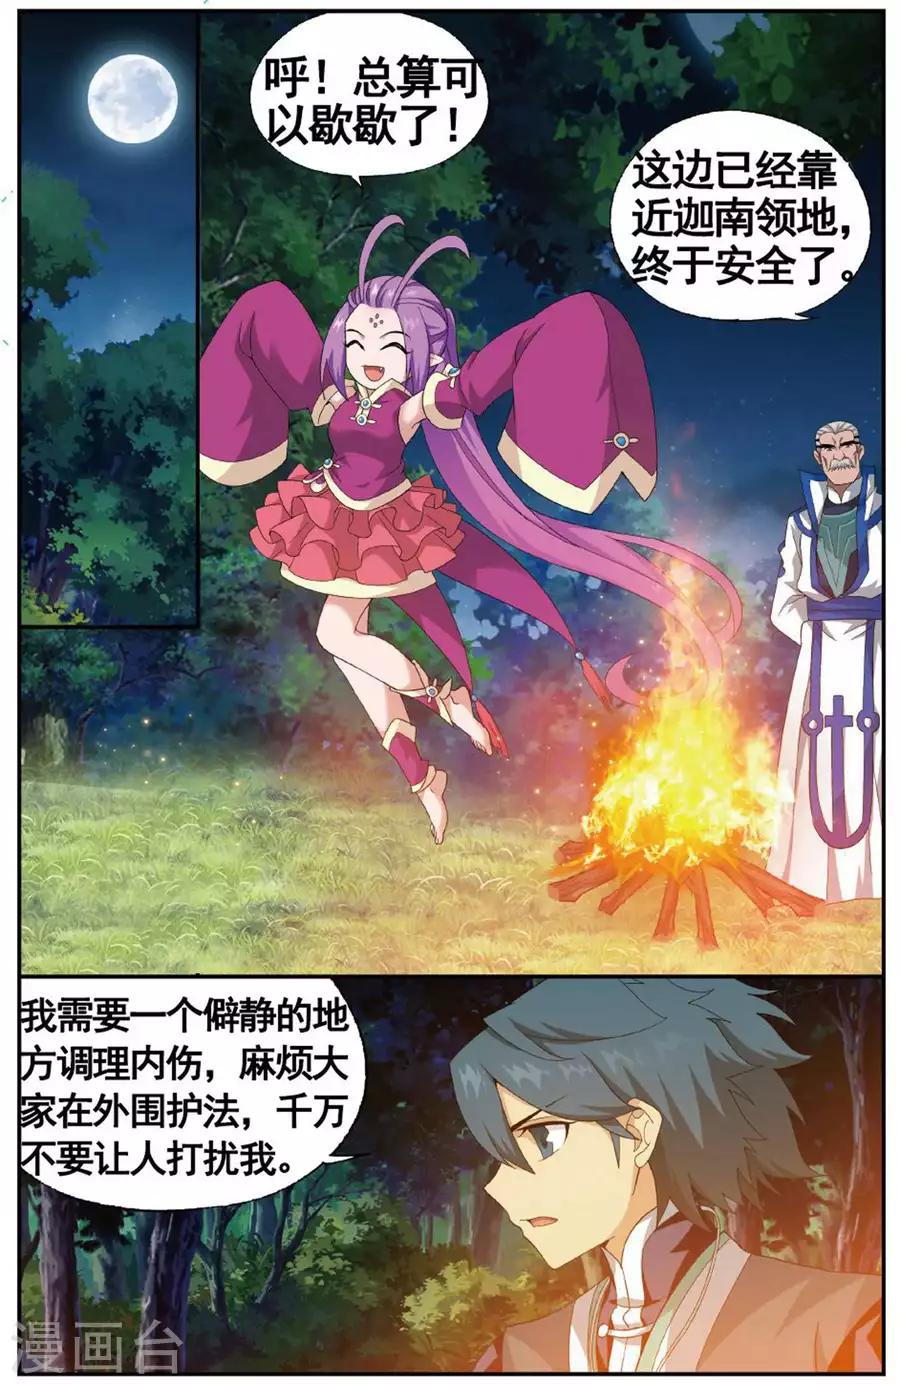 呼！总算可
以歇歇了！
这边已经靠
近迦南领地，
终于安全了。
我需要一个僻静的地
方调理内伤，麻烦大
家在外围护法，千万
不要让人打扰我。
漫画台